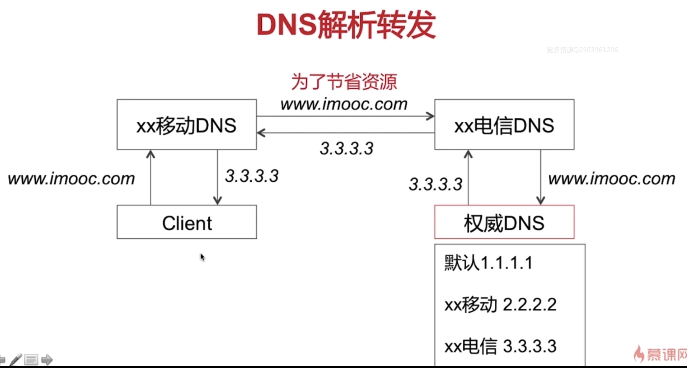 DNS解析转发
为了节省资源
www.imooc.com
xx移动DNS
xx电信DNS
3.3.3.3
www.imooc.com
3.3.3.3
3.3.3.3
www.imooc.com
Client
权威DNS
默认1.1.1.1
xx移动 2.2.2.2
xx电信 3.3.3.3
慕课网